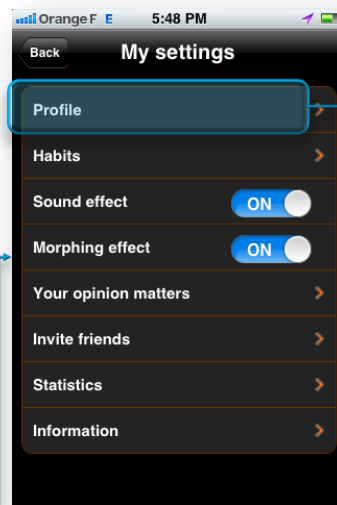 Orange F E 5:48 PM
Back My settings
Profile
Habits
Sound effect ON
Morphing effect ON
Your opinion matters
Invite friends
Statistics
Information